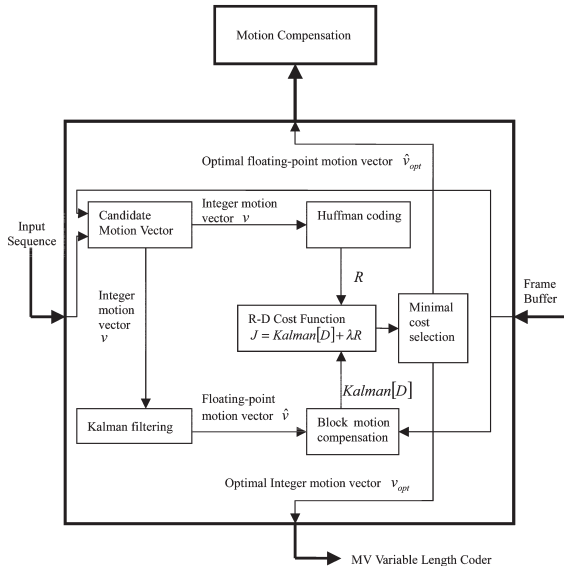 Motion Compensation
Optimal floating-point motion vector v̂opt
Input
Sequence
Candidate
Motion Vector
Integer motion
vector v
Huffman coding
Integer
motion
vector
v
R
R-D Cost Function
J = Kalman[D] + λR
Minimal
cost
selection
Frame
Buffer
Kalman[D]
Kalman filtering
Floating-point
motion vector v̂
Block motion
compensation
Optimal Integer motion vector vopt
MV Variable Length Coder